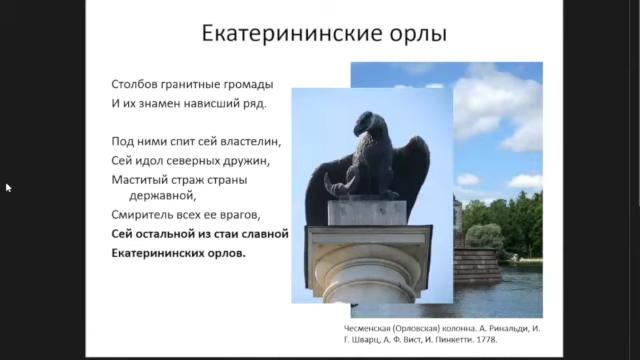 Екатерининские орлы
Столбов гранитные громады
И их знамен нависший ряд.
Под ними спит сей властелин,
Сей идол северных дружин,
Маститый страж страны
державной,
Смиритель всех ее врагов,
Сей остальной из стаи славной
Екатерининских орлов.
Чесменская (Орловская) колонна. А. Ринальди, И.
Г. Шварц, А. Ф. Вист, И. Пинкетти. 1778.